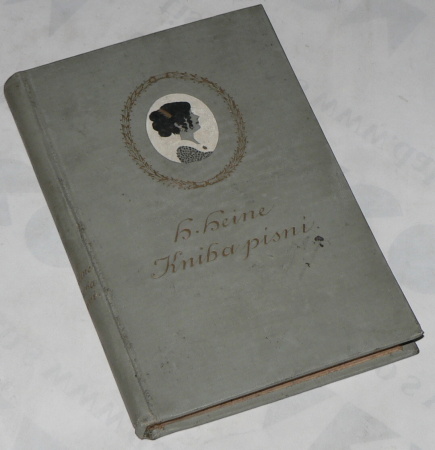 h. heine
Kniha písní